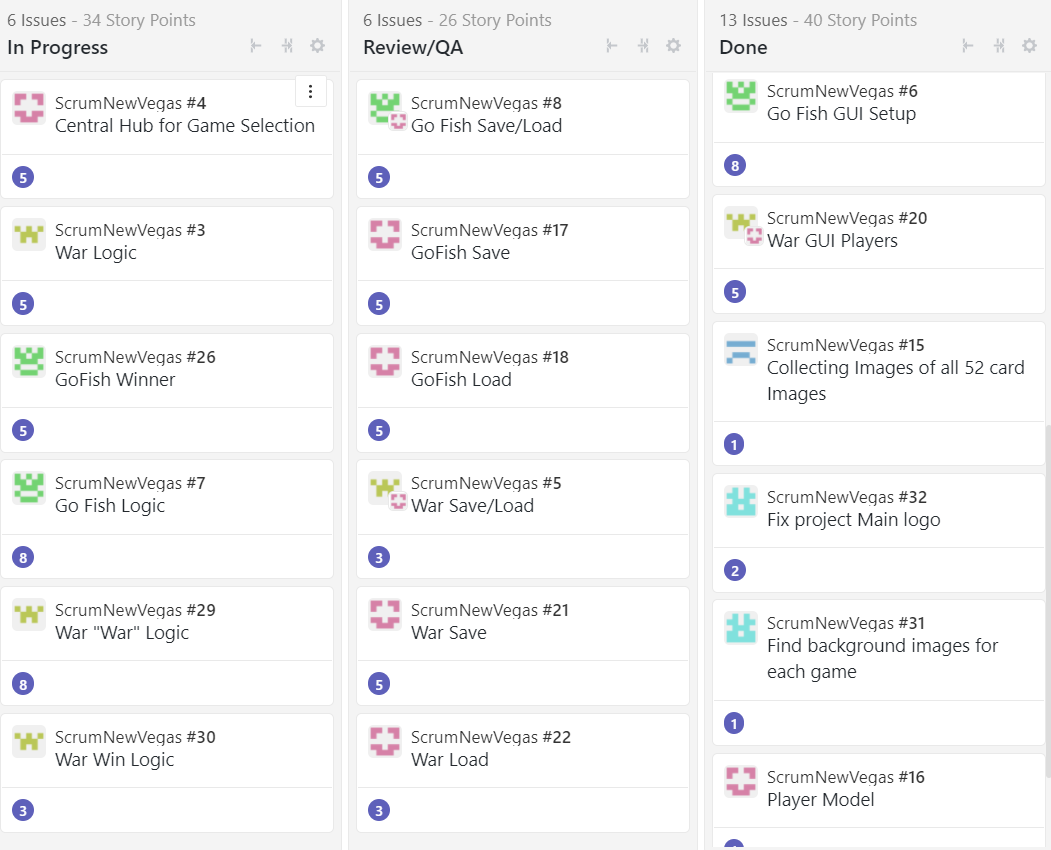 6 Issues - 34 Story Points
In Progress
ScrumNewVegas #4
Central Hub for Game Selection
5
ScrumNewVegas #3
War Logic
5
ScrumNewVegas #26
GoFish Winner
5
ScrumNewVegas #7
Go Fish Logic
8
ScrumNewVegas #29
War "War" Logic
8
ScrumNewVegas #30
War Win Logic
3
6 Issues - 26 Story Points
Review/QA
ScrumNewVegas #8
Go Fish Save/Load
5
ScrumNewVegas #17
GoFish Save
5
ScrumNewVegas #18
GoFish Load
5
ScrumNewVegas #5
War Save/Load
3
ScrumNewVegas #21
War Save
5
ScrumNewVegas #22
War Load
3
13 Issues - 40 Story Points
Done
ScrumNewVegas #6
Go Fish GUI Setup
8
ScrumNewVegas #20
War GUI Players
5
ScrumNewVegas #15
Collecting Images of all 52 card
Images
1
ScrumNewVegas #32
Fix project Main logo
2
ScrumNewVegas #31
Find background images for
each game
1
ScrumNewVegas #16
Player Model